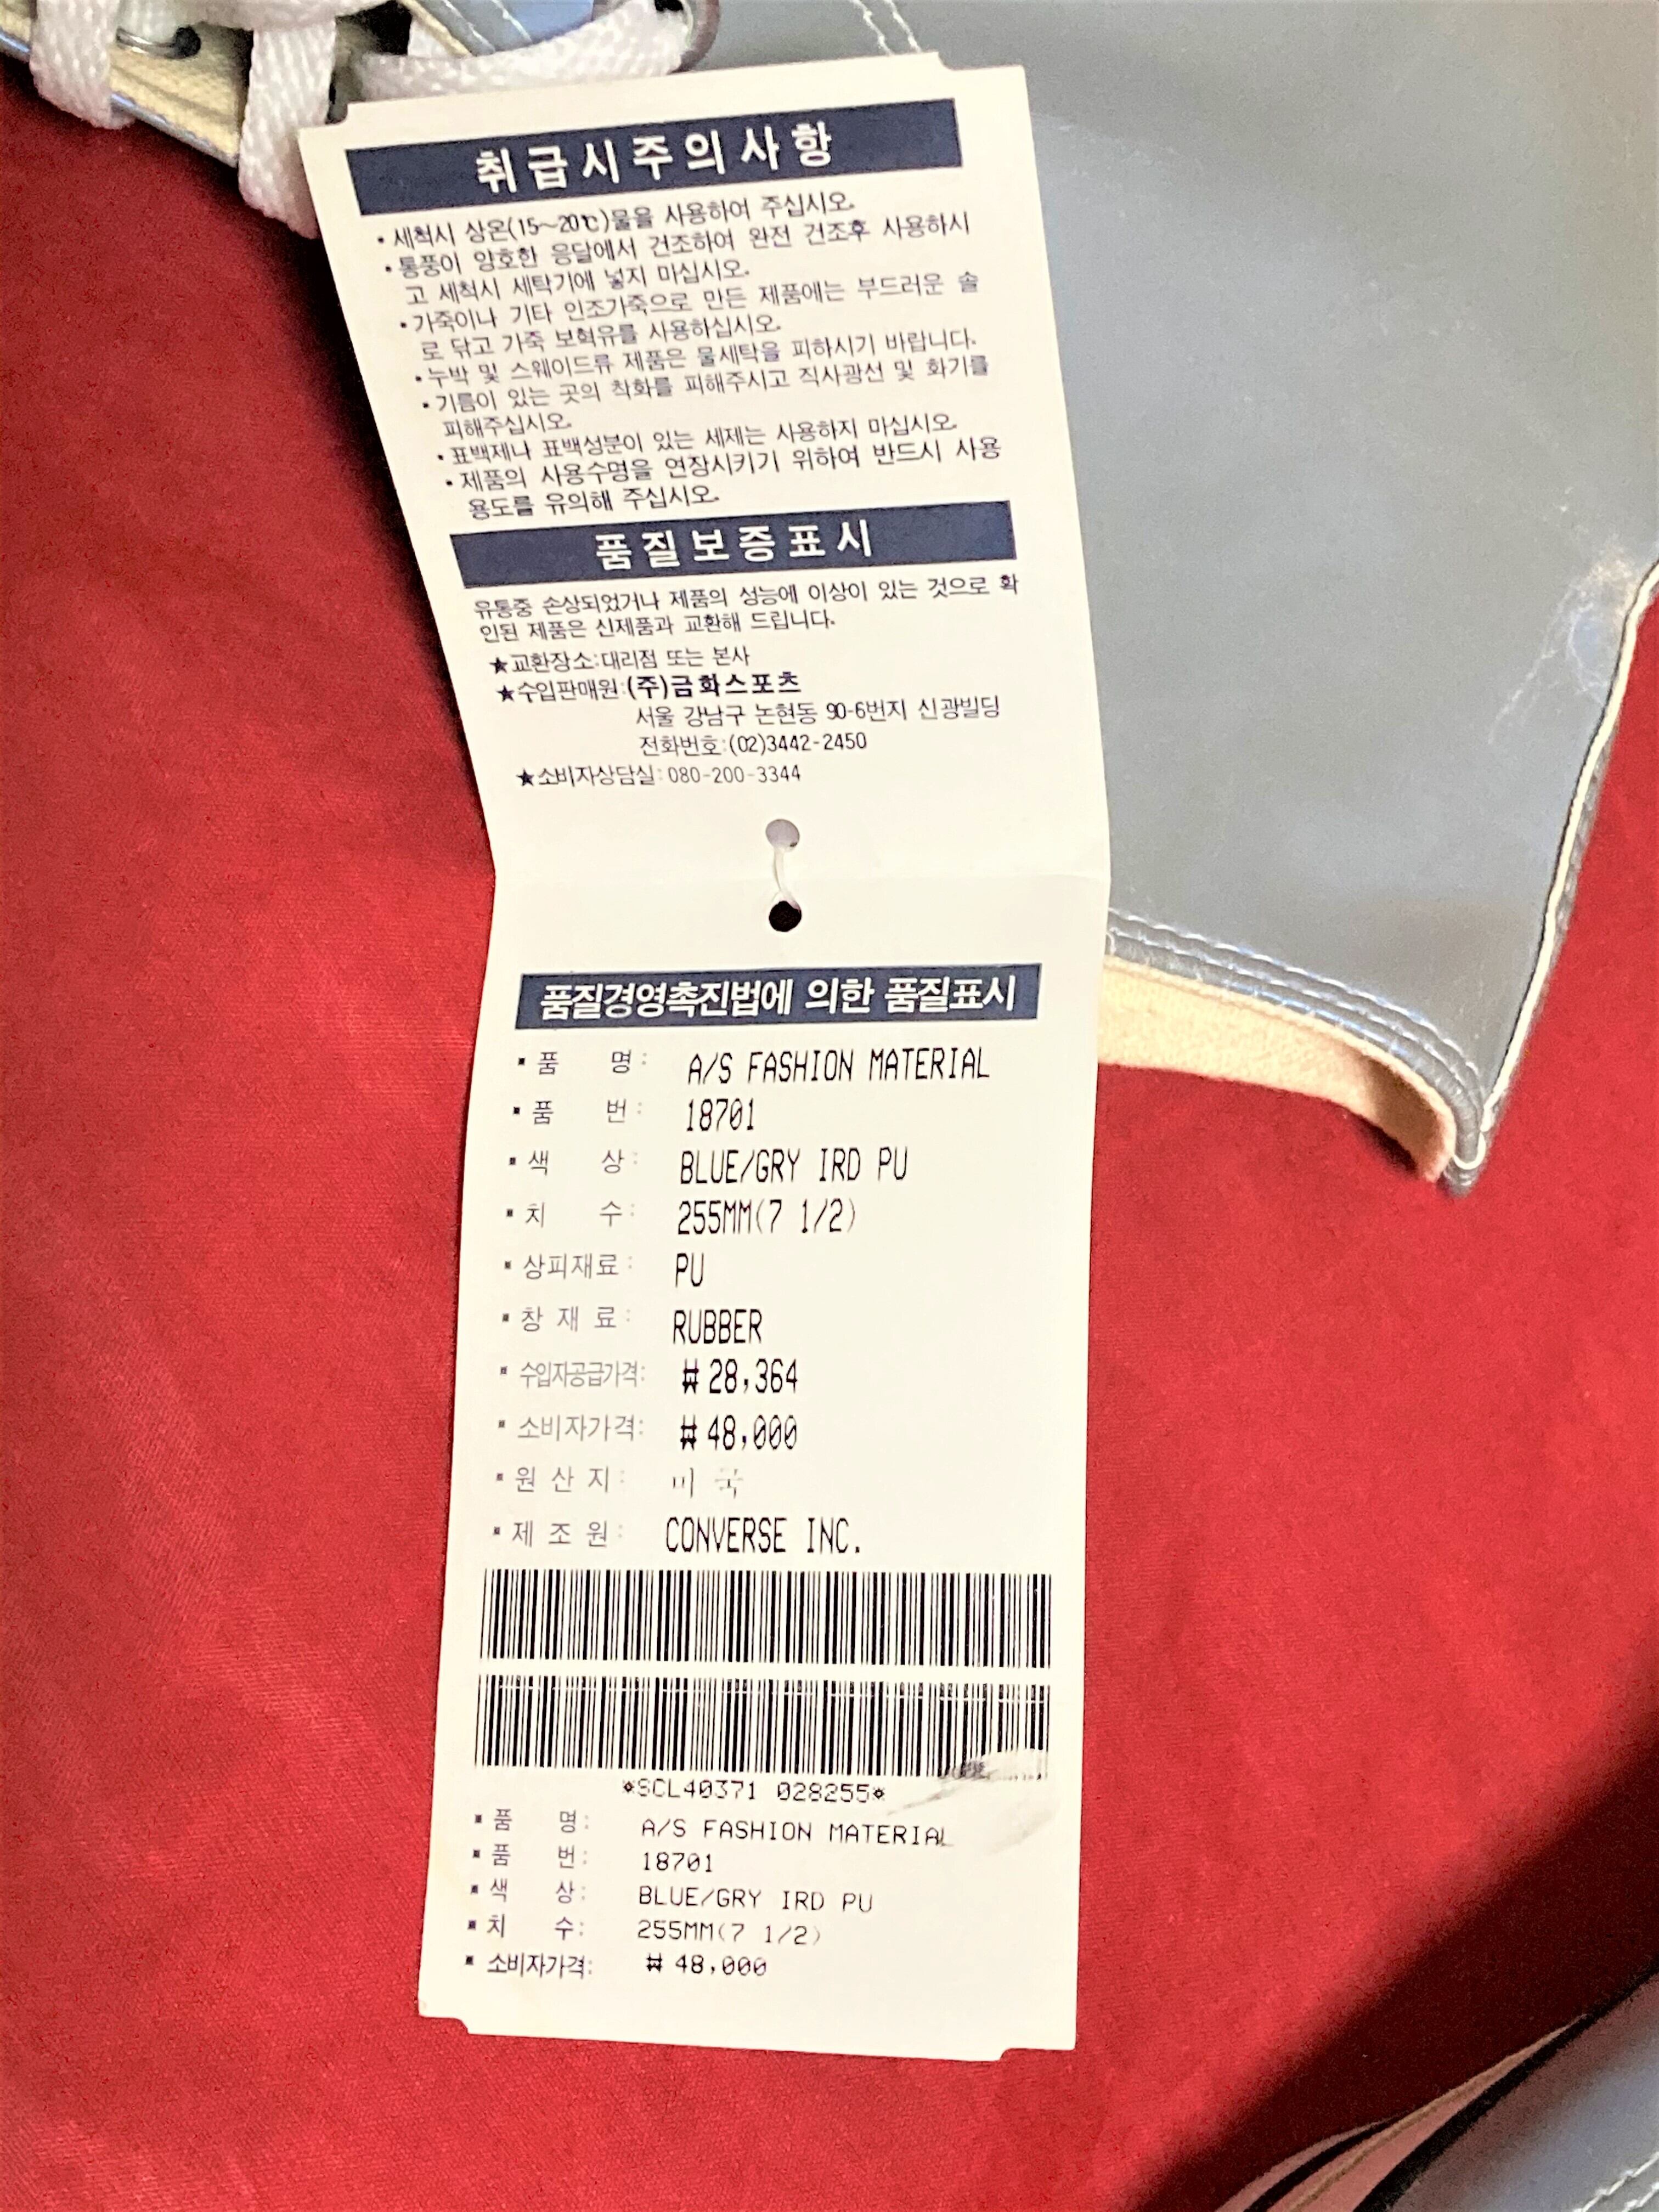 취급시주의사항
• 세척시 상온(15~20℃)물을 사용하여 주십시오.
• 통풍이 양호한 응달에서 건조하여 완전 건조후 사용하시
고 세척시 세탁기에 넣지 마십시오.
• 가죽이나 기타 인조가죽으로 만든 제품에는 부드러운 솔
로 닦고 가죽 보혁유를 사용하십시오.
• 누박 및 스웨이드류 제품은 물세탁을 피하시기 바랍니다.
• 기름이 있는 곳의 착화를 피해주시고 직사광선 및 화기를
피해주십시오.
• 표백제나 표백성분이 있는 세제는 사용하지 마십시오.
• 제품의 사용수명을 연장시키기 위하여 반드시 사용
용도를 유의해 주십시오.
품질보증표시
유통중 손상되었거나 제품의 성능에 이상이 있는 것으로 확
인된 제품은 신제품과 교환해 드립니다.
★교환장소:대리점 또는 본사
★수입판매원:(주)금화스포츠
서울 강남구 논현동 90-6번지 신광빌딩
전화번호:(02)3442-2450
★소비자상담실:080-200-3344
품질경영촉진법에 의한 품질표시
▪ 품 명: A/S FASHION MATERIAL
▪ 품 번: 18701
▪ 색 상: BLUE/GRY IRD PU
▪ 치 수: 255MM(7 1/2)
▪ 상피재료: PU
▪ 창 재 료: RUBBER
▪ 수입자공급가격: ₩28,364
▪ 소비자가격: ₩48,000
▪ 원 산 지: 미 국
▪ 제 조 원: CONVERSE INC.
*SCL40371 028255*
▪ 품 명: A/S FASHION MATERIAL
▪ 품 번: 18701
▪ 색 상: BLUE/GRY IRD PU
▪ 치 수: 255MM(7 1/2)
▪ 소비자가격: ₩48,000